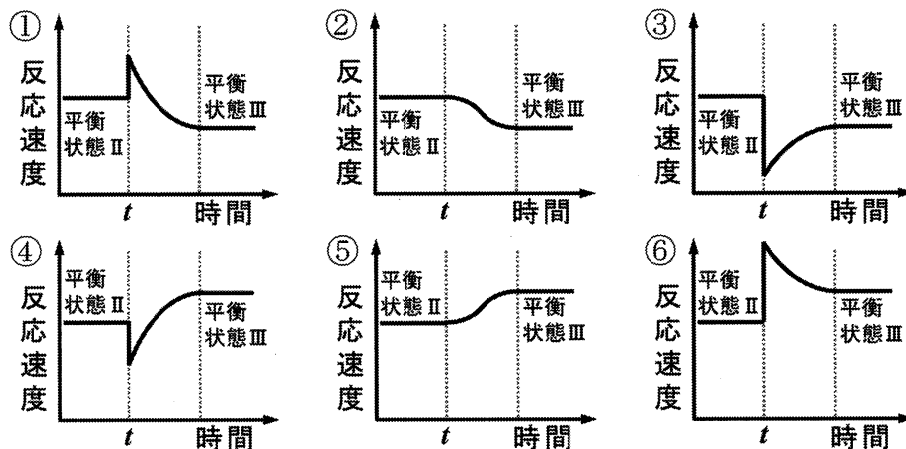 ①
反応速度
平衡
状態Ⅱ
平衡
状態Ⅲ
t
時間
②
反応速度
平衡
状態Ⅱ
平衡
状態Ⅲ
t
時間
③
反応速度
平衡
状態Ⅱ
平衡
状態Ⅲ
t
時間
④
反応速度
平衡
状態Ⅱ
平衡
状態Ⅲ
t
時間
⑤
反応速度
平衡
状態Ⅱ
平衡
状態Ⅲ
t
時間
⑥
反応速度
平衡
状態Ⅱ
平衡
状態Ⅲ
t
時間